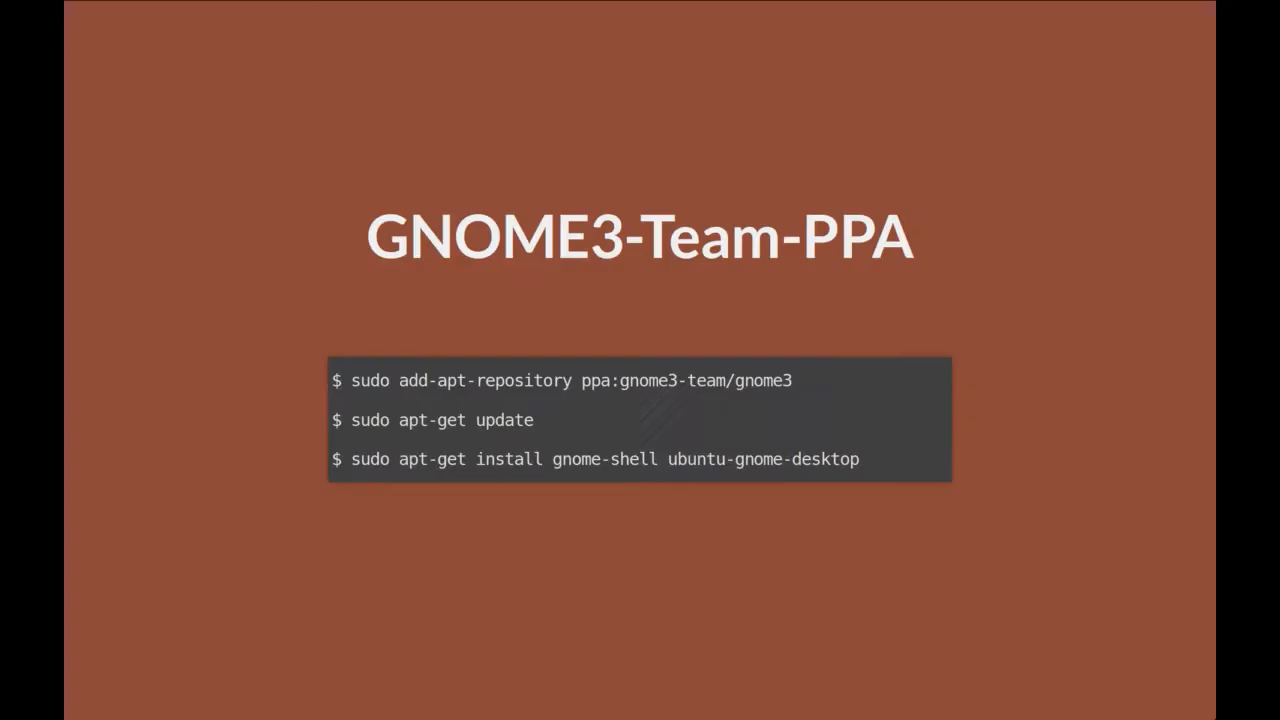 GNOME3-Team-PPA
$ sudo add-apt-repository ppa:gnome3-team/gnome3
$ sudo apt-get update
$ sudo apt-get install gnome-shell ubuntu-gnome-desktop